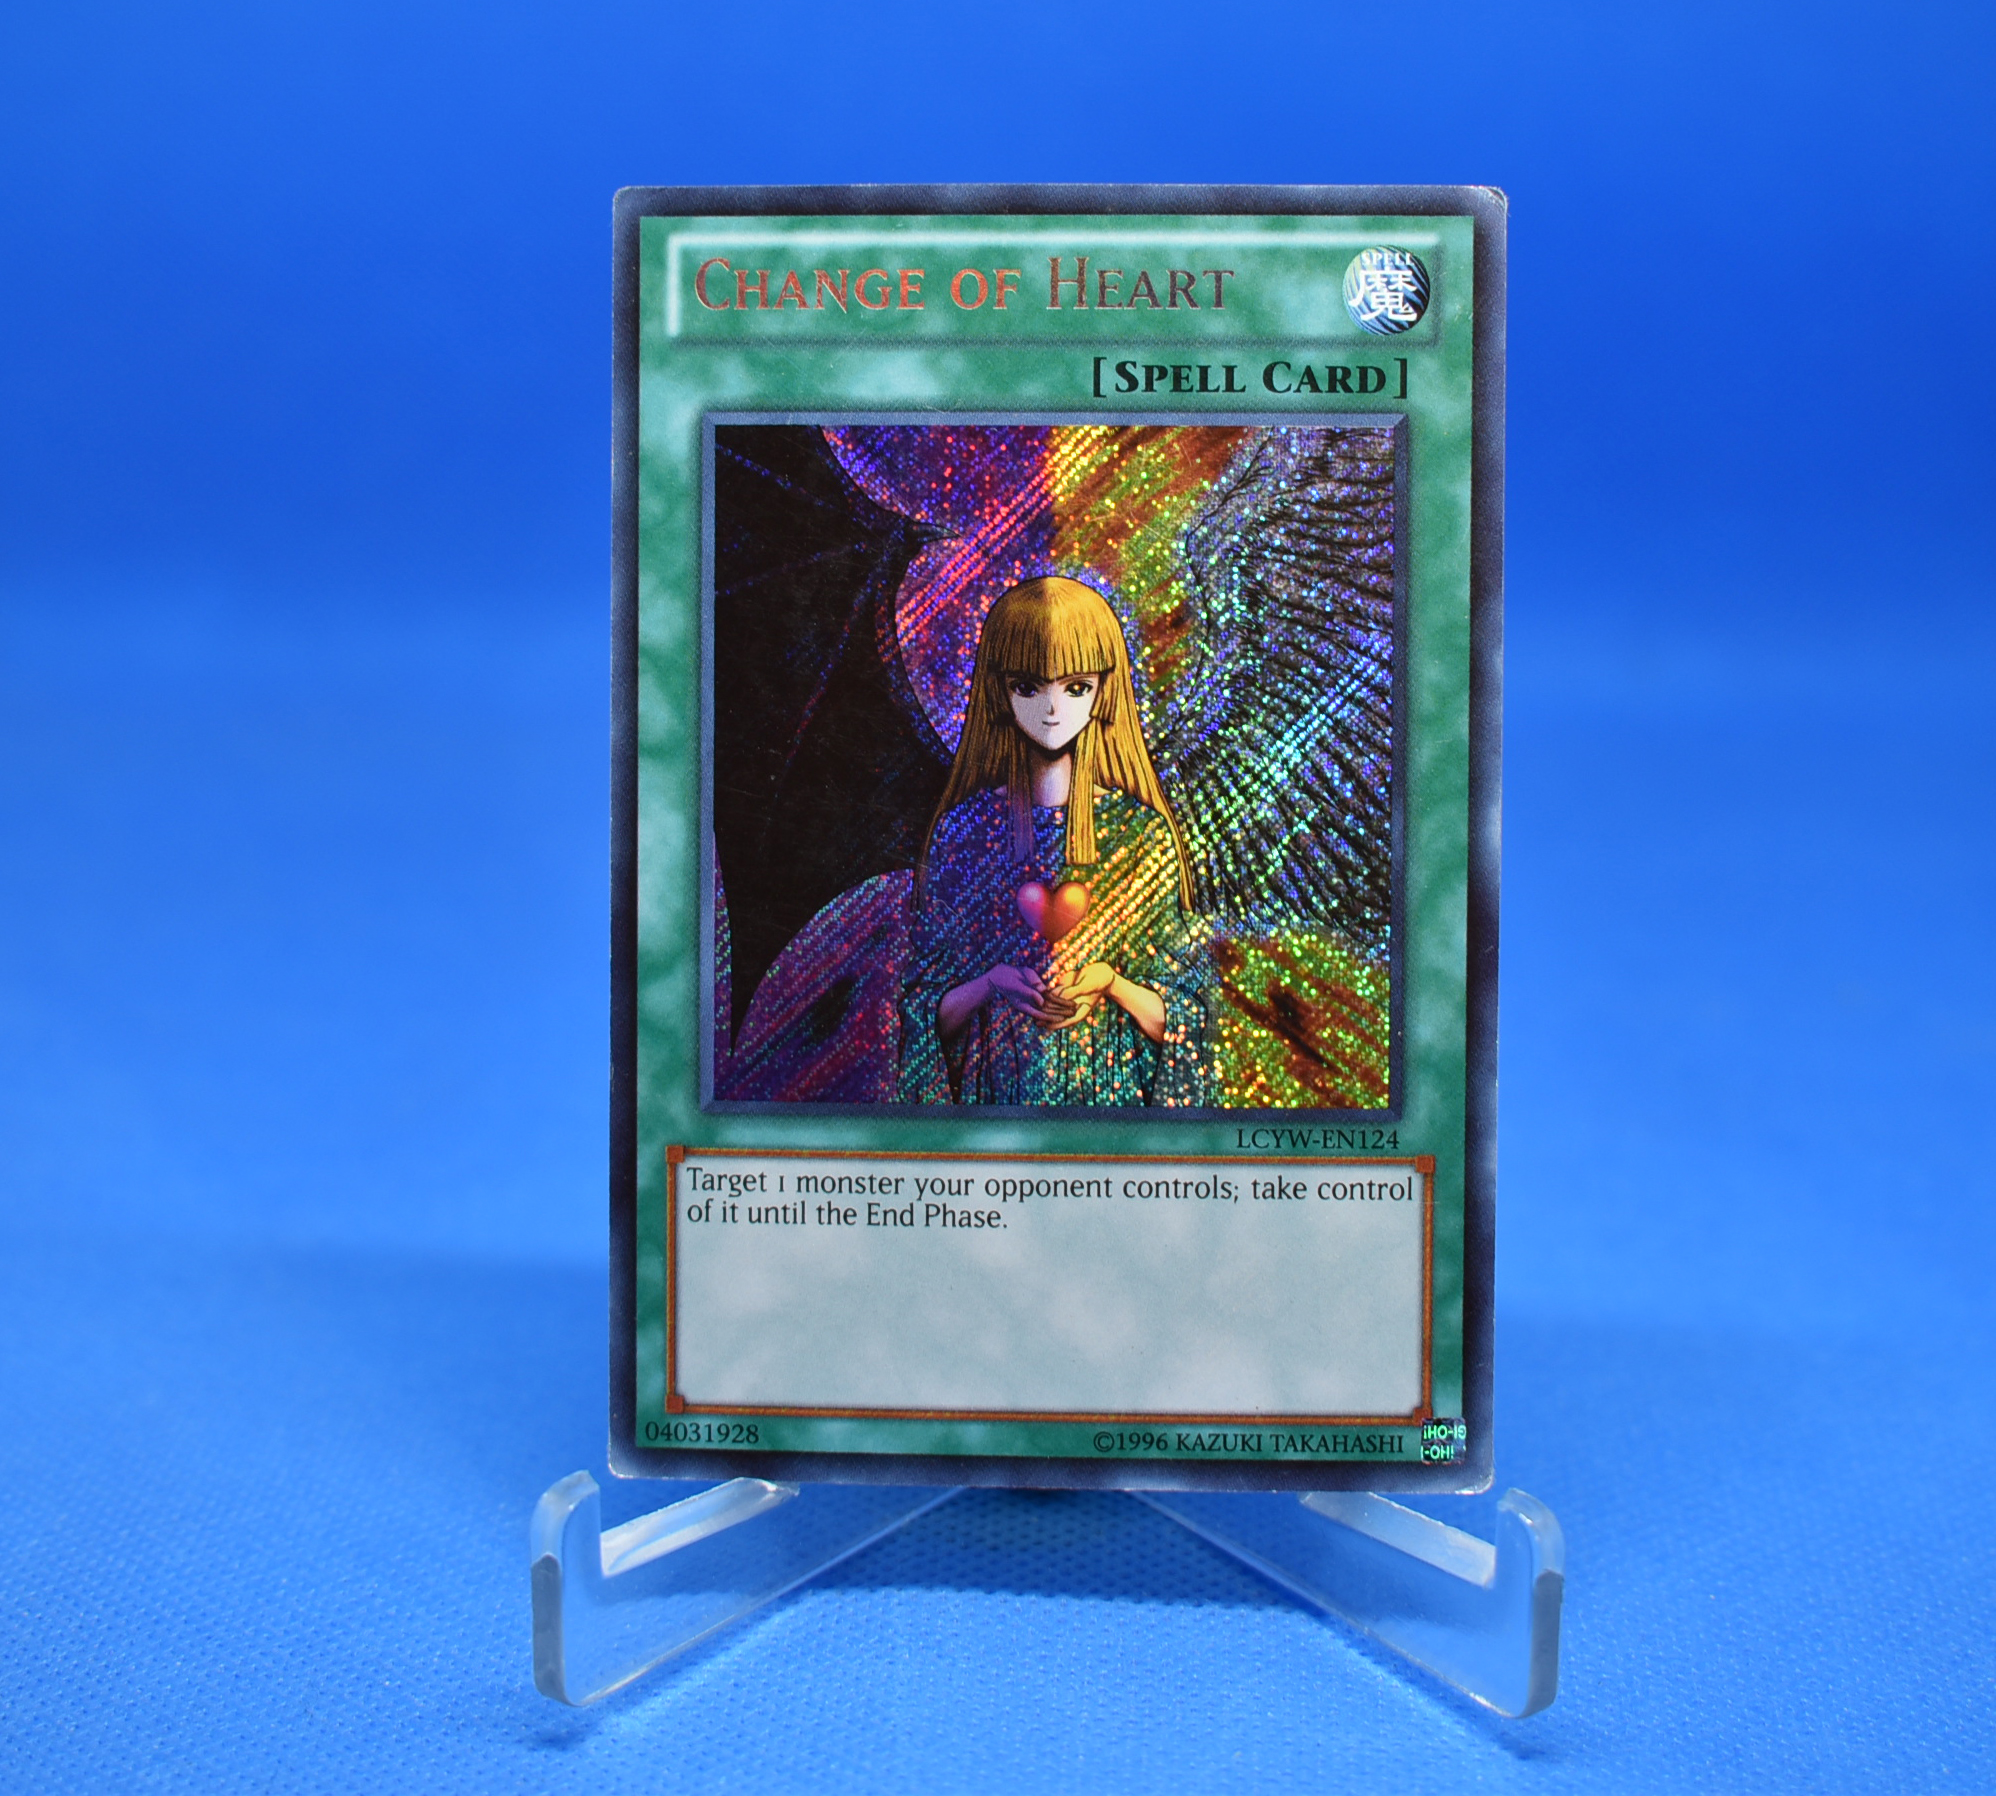 CHANGE OF HEART
SPELL
魔
[SPELL CARD]
LCYW-EN124
Target 1 monster your opponent controls; take control
of it until the End Phase.
04031928
©1996 KAZUKI TAKAHASHI